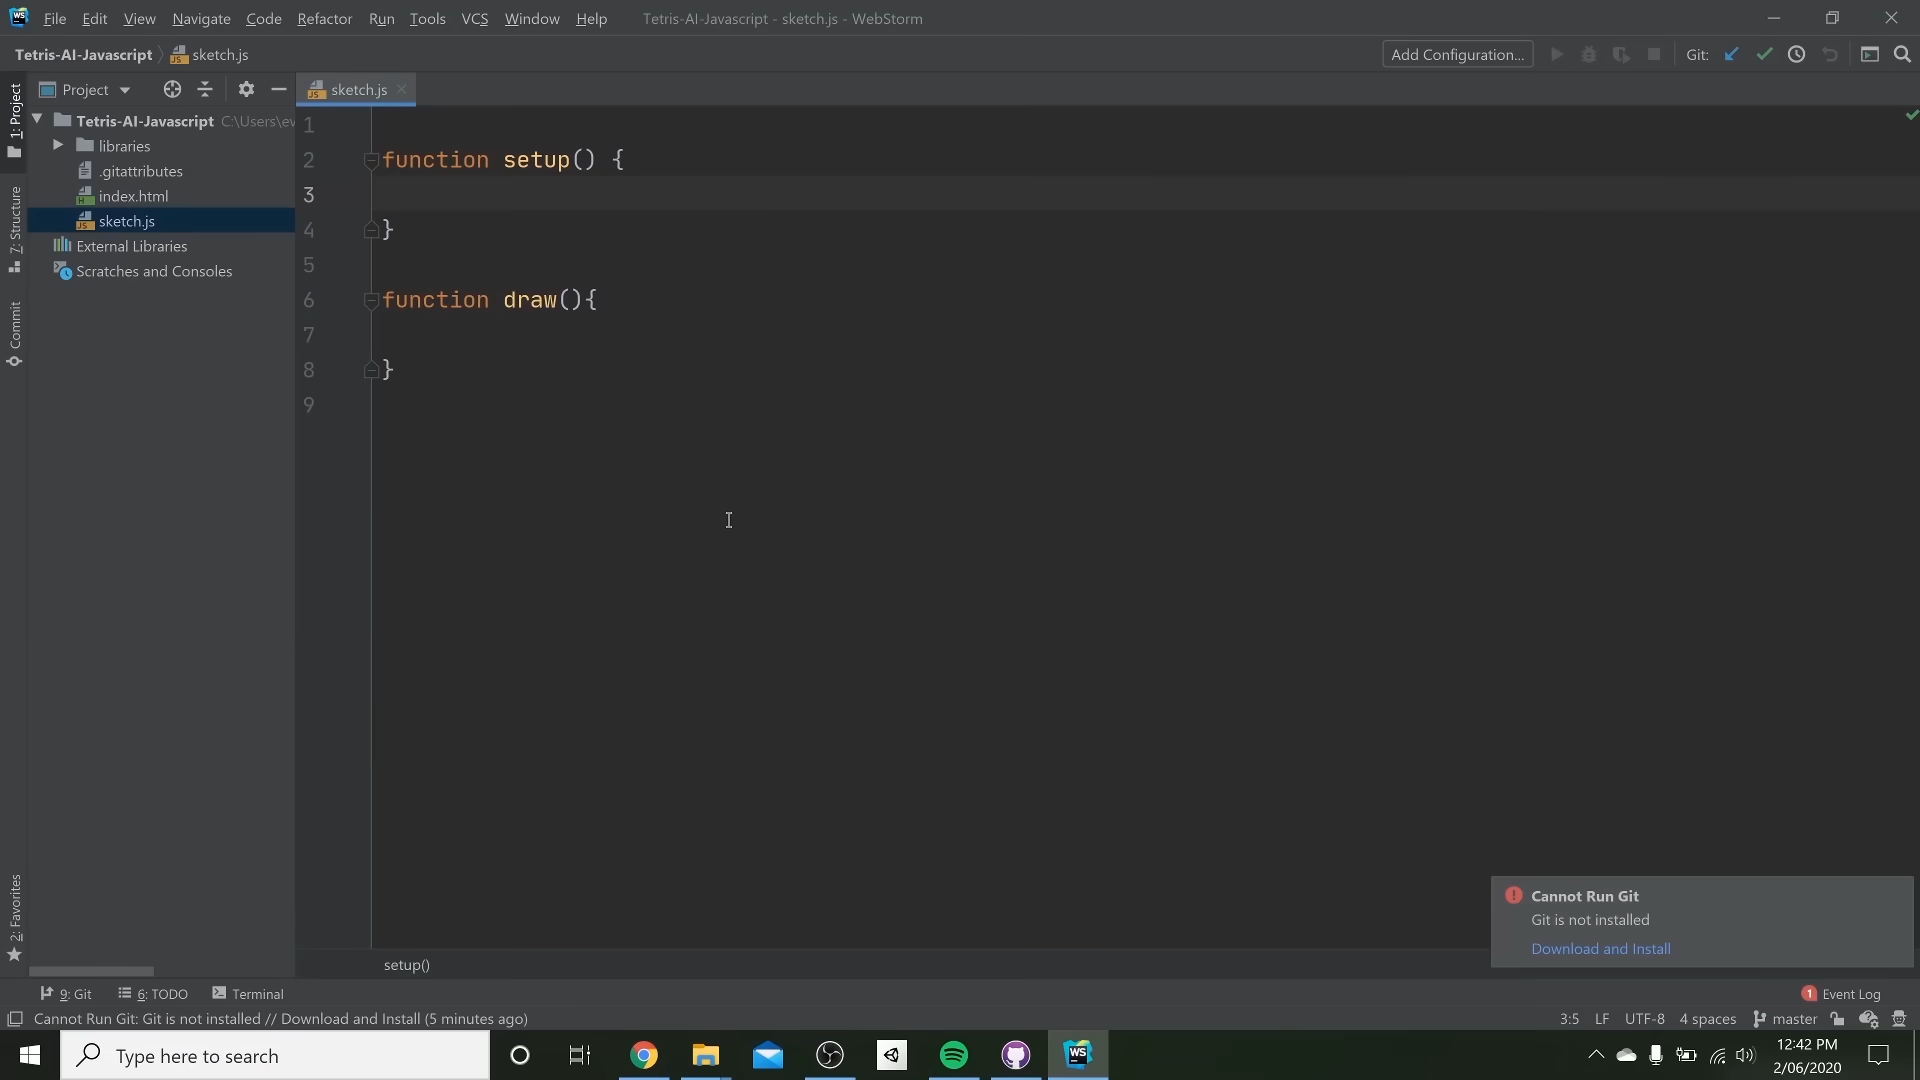 File Edit View Navigate Code Refactor Run Tools VCS Window Help Tetris-AI-Javascript - sketch.js - WebStorm
Tetris-AI-Javascript sketch.js Add Configuration... Git:
Project
sketch.js
1: Project
7: Structure
Commit
2: Favorites
Tetris-AI-Javascript C:\Users\ev
libraries
.gitattributes
index.html
sketch.js
External Libraries
Scratches and Consoles
1
2 function setup() {
3
4 }
5
6 function draw(){
7
8 }
9
Cannot Run Git
Git is not installed
Download and Install
setup()
9: Git 6: TODO Terminal 1 Event Log
Cannot Run Git: Git is not installed // Download and Install (5 minutes ago) 3:5 LF UTF-8 4 spaces master
Type here to search
WS
12:42 PM
2/06/2020